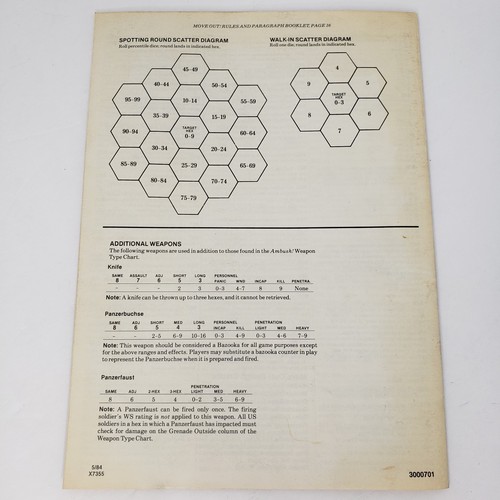 MOVE OUT! RULES AND PARAGRAPH BOOKLET, PAGE 16
SPOTTING ROUND SCATTER DIAGRAM
Roll percentile dice; round lands in indicated hex.
45-49
40-44 50-54
95-99 10-14 55-59
35-39 15-19
90-94 TARGET HEX 0-9 60-64
30-34 20-24
85-89 25-29 65-69
80-84 70-74
75-79
WALK-IN SCATTER DIAGRAM
Roll one die; round lands in indicated hex.
4
9 5
TARGET
HEX
0-3
8 6
7
ADDITIONAL WEAPONS
The following weapons are used in addition to those found in the Ambush! Weapon
Type Chart.
Knife
SAME ASSAULT ADJ SHORT LONG PERSONNEL
8 7 6 5 3 PANIC WND INCAP KILL PENETRA.
- - - 2 3 0-3 4-7 8 9 None
Note: A knife can be thrown up to three hexes, and it cannot be retrieved.
Panzerbuchse
SAME ADJ SHORT MED LONG PERSONNEL PENETRATION
8 6 5 4 3 INCAP KILL LIGHT MED HEAVY
- - 2-5 6-9 10-16 0-3 4-9 0-3 4-6 7-9
Note: This weapon should be considered a Bazooka for all game purposes except
for the above ranges and effects. Players may substitute a bazooka counter in play
to represent the Panzerbuchse when it is prepared and fired.
Panzerfaust
PENETRATION
SAME ADJ 2-HEX 3-HEX LIGHT MED HEAVY
8 6 5 4 0-2 3-5 6-9
Note: A Panzerfaust can be fired only once. The firing
soldier's WS rating is not applied to this weapon. All US
soldiers in a hex in which a Panzerfaust has impacted must
check for damage on the Grenade Outside column of the
Weapon Type Chart.
5/84
X7355
3000701